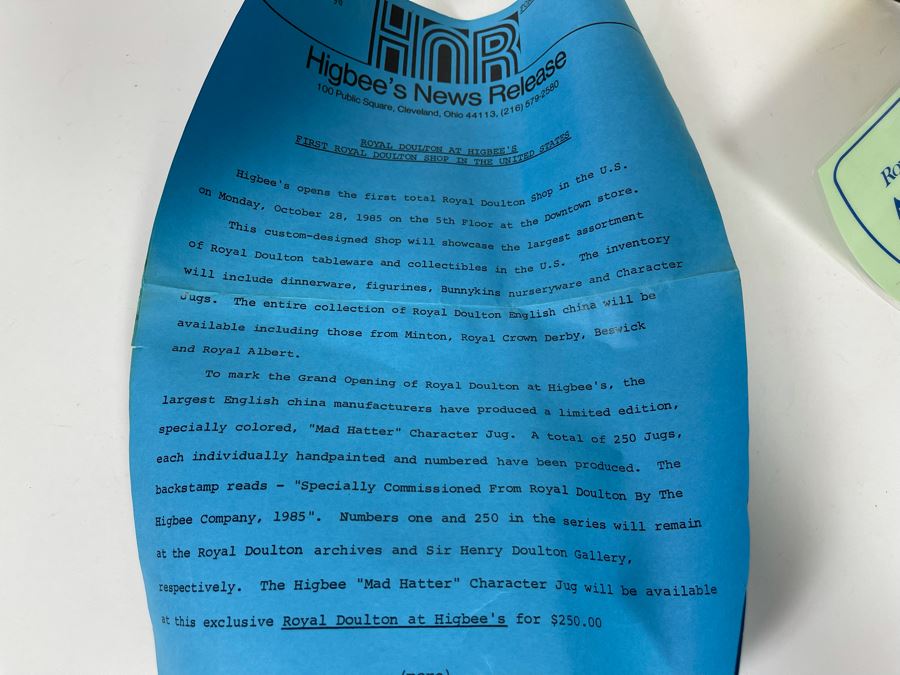 HNR
Higbee's News Release
100 Public Square, Cleveland, Ohio 44113, (216) 579-2580
ROYAL DOULTON AT HIGBEE'S
FIRST ROYAL DOULTON SHOP IN THE UNITED STATES
Higbee's opens the first total Royal Doulton Shop in the U.S.
on Monday, October 28, 1985 on the 5th Floor at the Downtown store.
This custom-designed Shop will showcase the largest assortment
of Royal Doulton tableware and collectibles in the U.S. The inventory
will include dinnerware, figurines, Bunnykins nurseryware and Character
Jugs. The entire collection of Royal Doulton English china will be
available including those from Minton, Royal Crown Derby, Beswick
and Royal Albert.
To mark the Grand Opening of Royal Doulton at Higbee's, the
largest English china manufacturers have produced a limited edition,
specially colored, "Mad Hatter" Character Jug. A total of 250 Jugs,
each individually handpainted and numbered have been produced. The
backstamp reads - "Specially Commissioned From Royal Doulton By The
Higbee Company, 1985". Numbers one and 250 in the series will remain
at the Royal Doulton archives and Sir Henry Doulton Gallery,
respectively. The Higbee "Mad Hatter" Character Jug will be available
at this exclusive Royal Doulton at Higbee's for $250.00
(more)